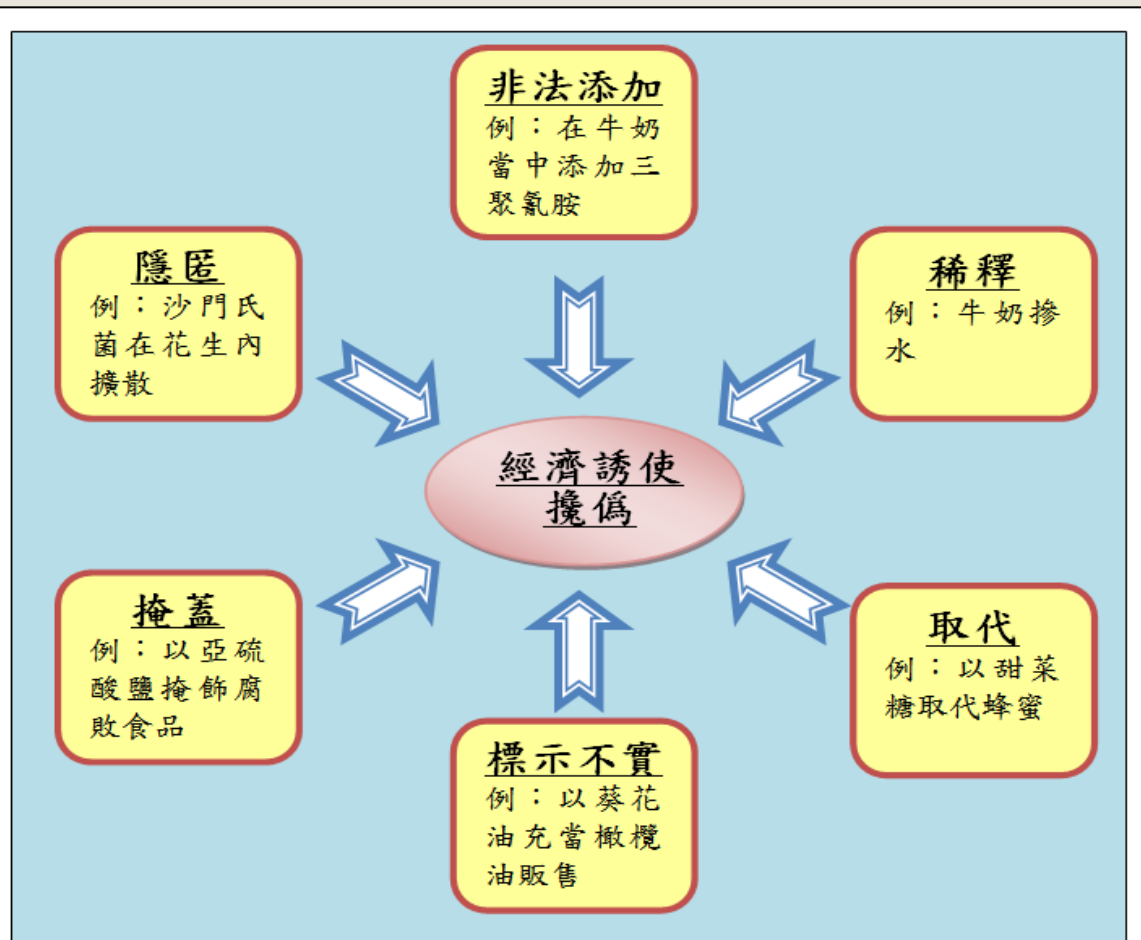 非法添加
例：在牛奶
當中添加三
聚氰胺
隱匿
例：沙門氏
菌在花生內
擴散
稀釋
例：牛奶摻
水
經濟誘使
攙偽
掩蓋
例：以亞硫
酸鹽掩飾腐
敗食品
取代
例：以甜菜
糖取代蜂蜜
標示不實
例：以葵花
油充當橄欖
油販售